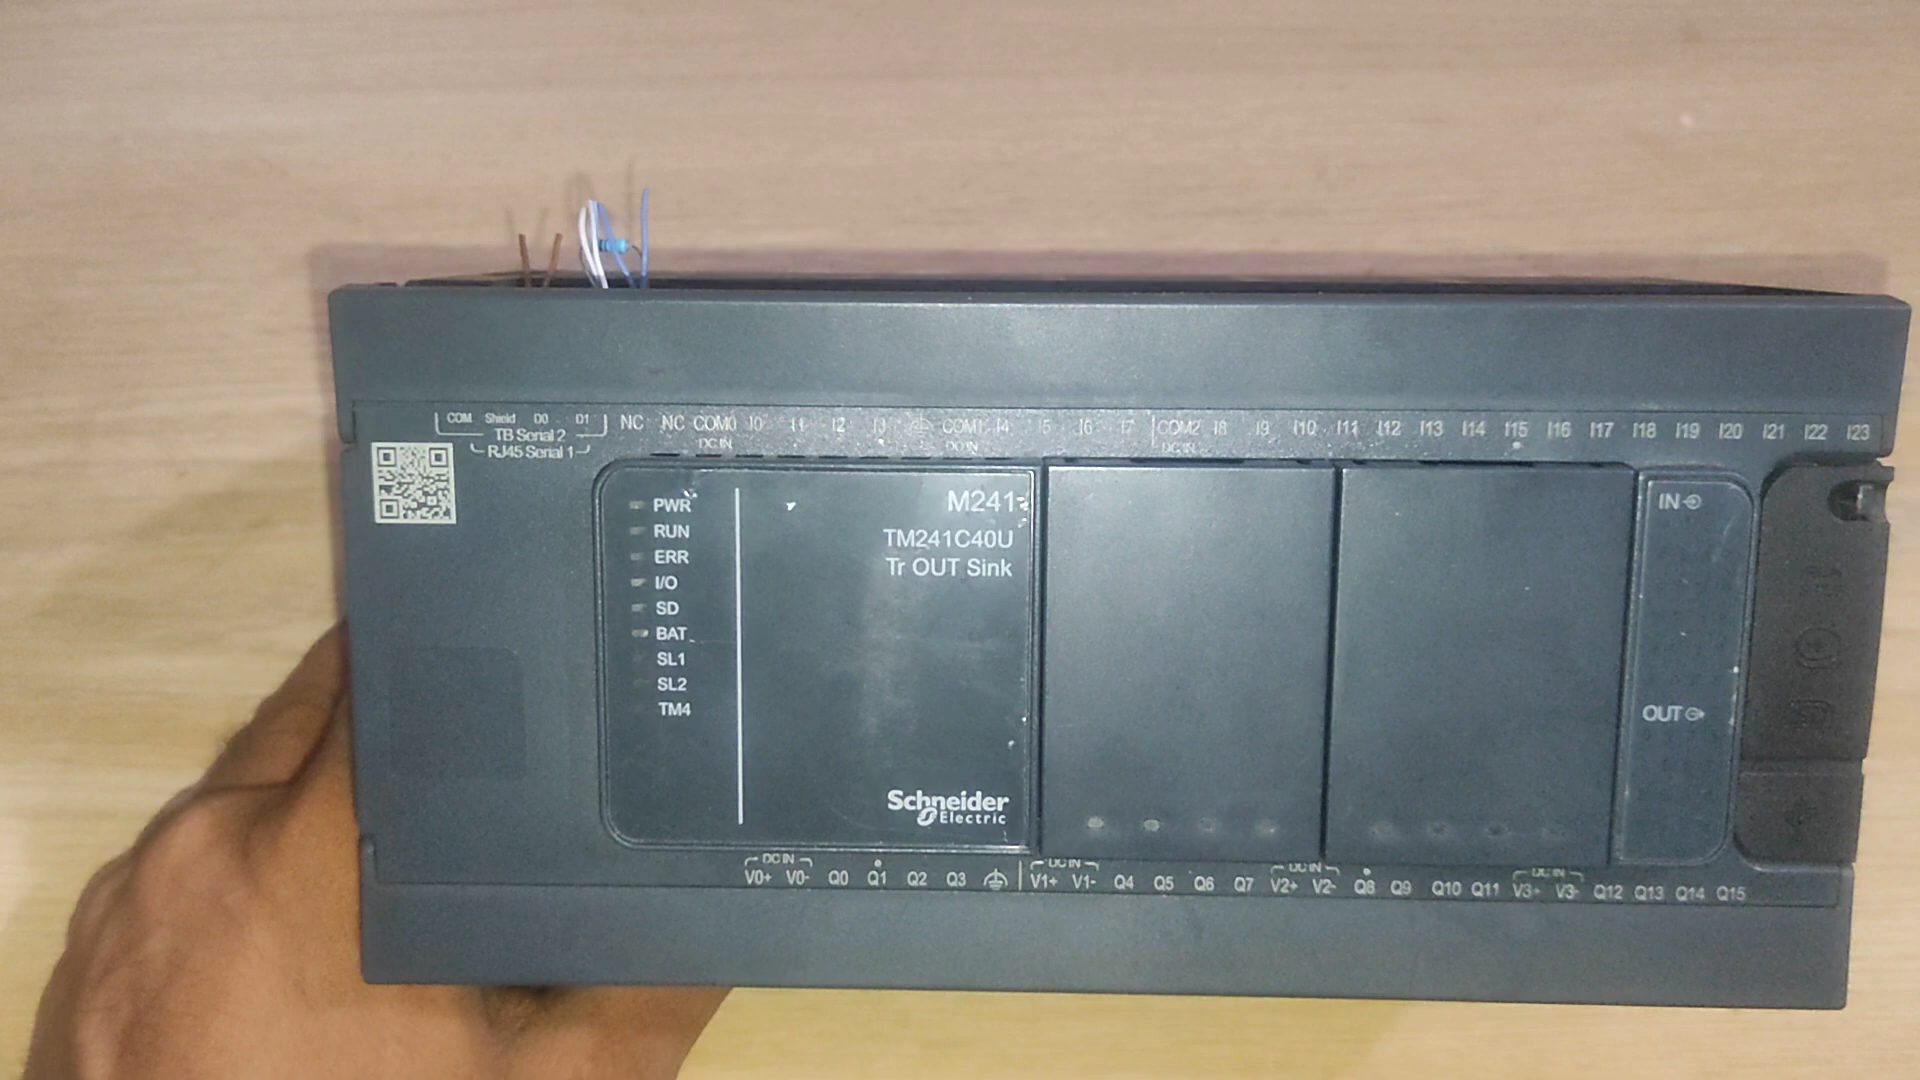 COM Shield D0 D1 NC NC COM0 I0 I1 I2 I3 COM1 I4 I5 I6 I7 COM2 I8 I9 I10 I11 I12 I13 I14 I15 I16 I17 I18 I19 I20 I21 I22 I23
TB Serial 2 DC IN DC IN DC IN
RJ45 Serial 1
PWR
RUN
ERR
I/O
SD
BAT
SL1
SL2
TM4
M241
TM241C40U
Tr OUT Sink
Schneider
Electric
IN
OUT
DC IN DC IN DC IN DC IN
V0+ V0- Q0 Q1 Q2 Q3 V1+ V1- Q4 Q5 Q6 Q7 V2+ V2- Q8 Q9 Q10 Q11 V3+ V3- Q12 Q13 Q14 Q15